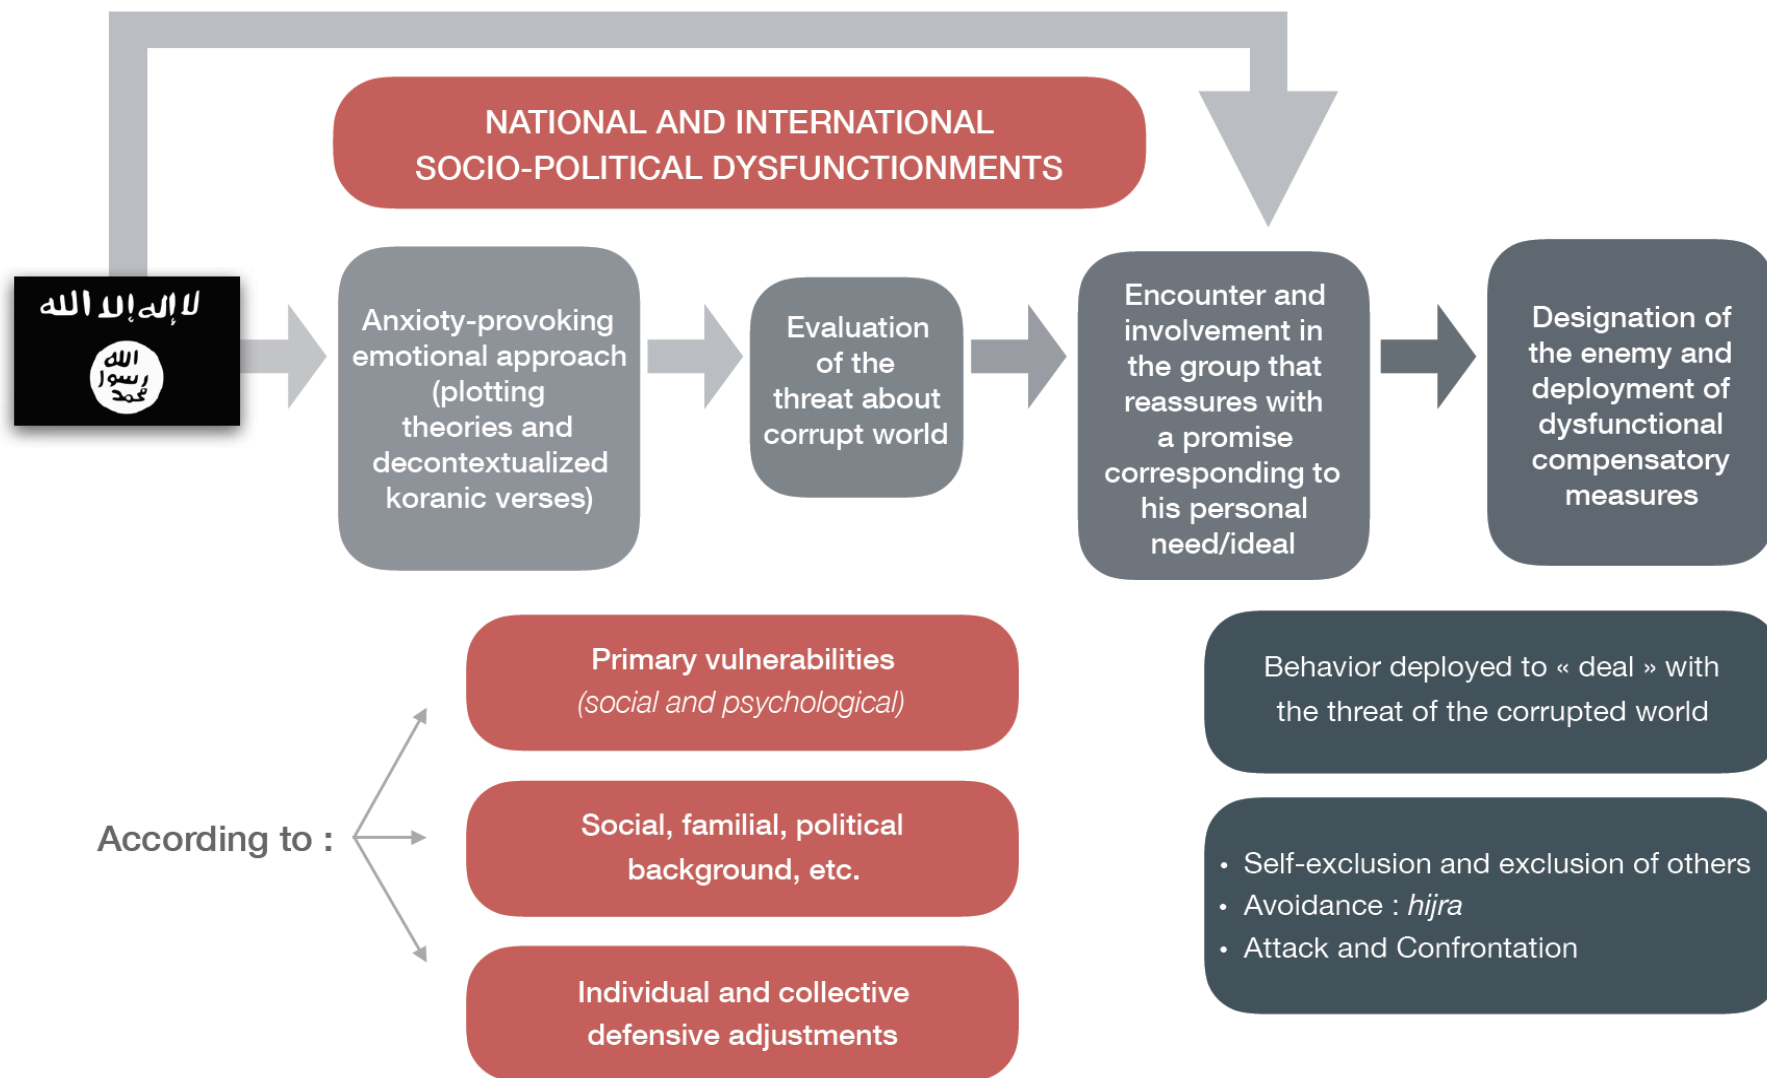 NATIONAL AND INTERNATIONAL
SOCIO-POLITICAL DYSFUNCTIONMENTS
لا إله إلا الله
الله
رسول
محمد
Anxioty-provoking
emotional approach
(plotting
theories and
decontextualized
koranic verses)
Evaluation
of the
threat about
corrupt world
Encounter and
involvement in
the group that
reassures with
a promise
corresponding to
his personal
need/ideal
Designation of
the enemy and
deployment of
dysfunctional
compensatory
measures
According to :
Primary vulnerabilities
(social and psychological)
Social, familial, political
background, etc.
Individual and collective
defensive adjustments
Behavior deployed to « deal » with
the threat of the corrupted world
• Self-exclusion and exclusion of others
• Avoidance : hijra
• Attack and Confrontation